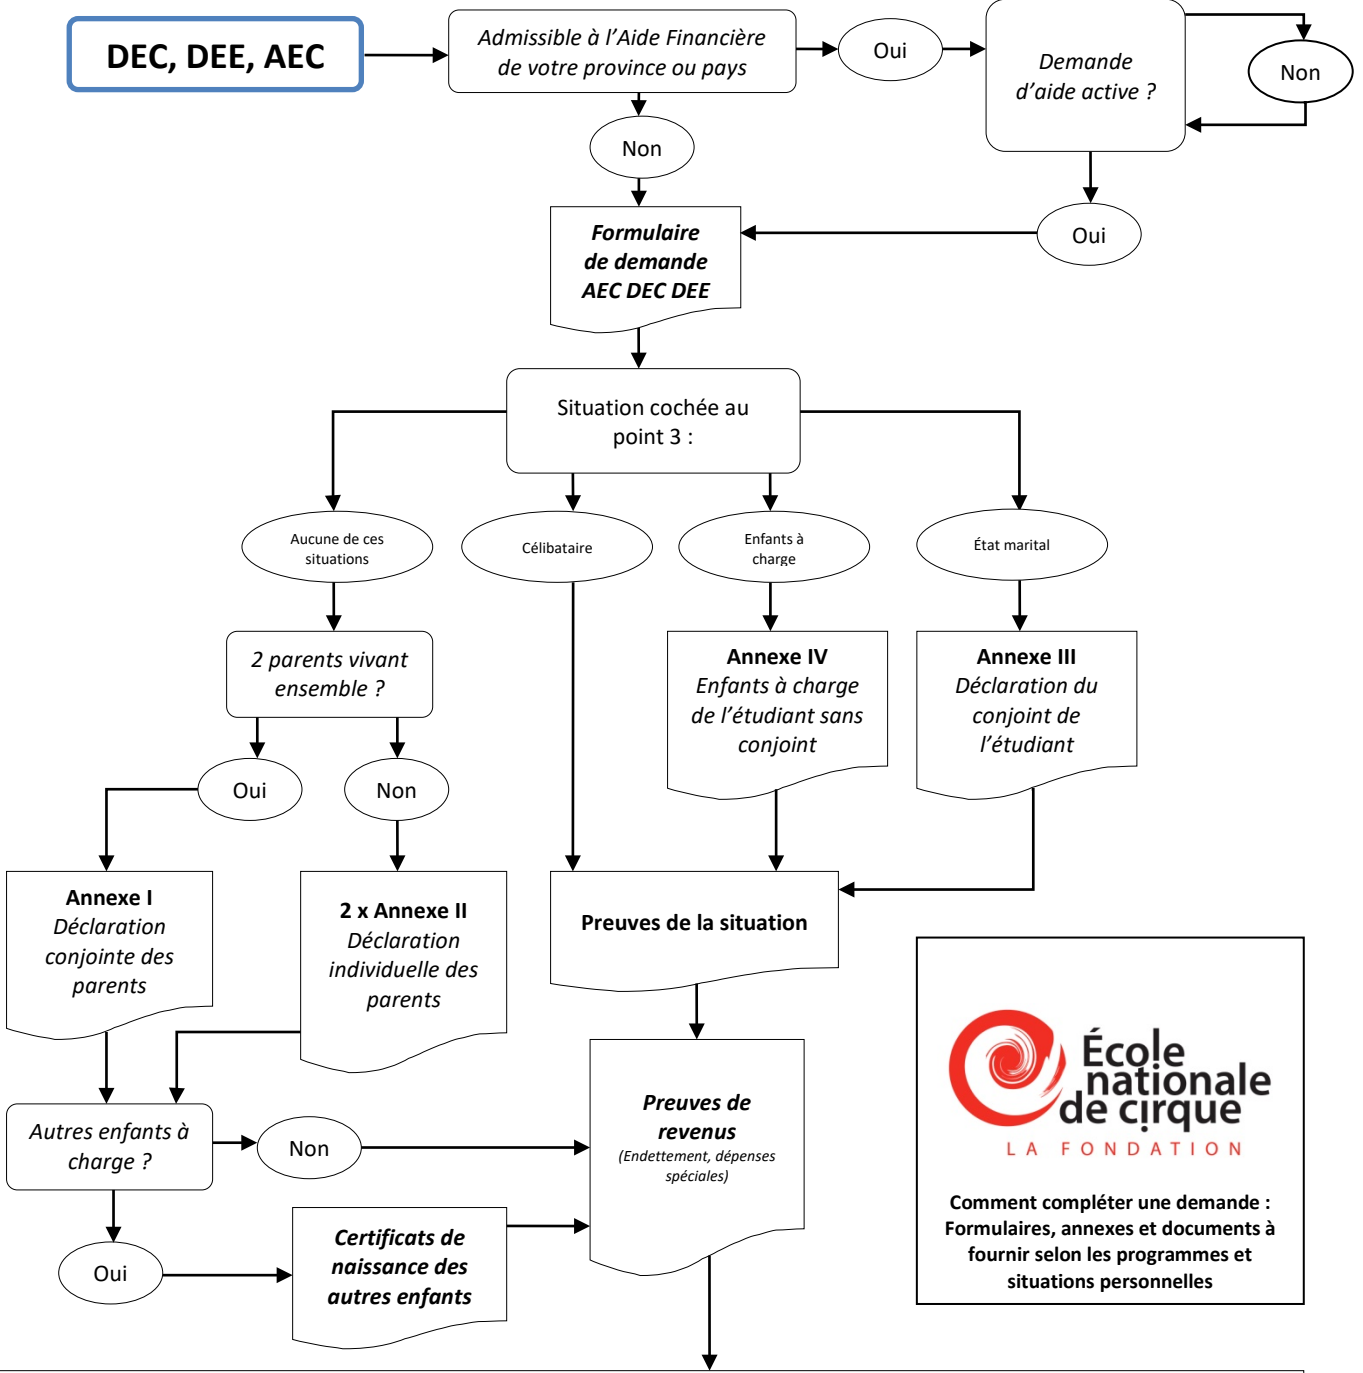 DEC, DEE, AEC
Admissible à l’Aide Financière
de votre province ou pays
Oui
Demande
d’aide active ?
Non
Non
Oui
Formulaire
de demande
AEC DEC DEE
Situation cochée au
point 3 :
Aucune de ces
situations
Célibataire
Enfants à
charge
État marital
2 parents vivant
ensemble ?
Annexe IV
Enfants à charge
de l’étudiant sans
conjoint
Annexe III
Déclaration du
conjoint de
l’étudiant
Oui
Non
Annexe I
Déclaration
conjointe des
parents
2 x Annexe II
Déclaration
individuelle des
parents
Preuves de la situation
Autres enfants à
charge ?
Non
Preuves de
revenus
(Endettement, dépenses
spéciales)
Oui
Certificats de
naissance des
autres enfants
École
nationale
de cirque
LA FONDATION
Comment compléter une demande :
Formulaires, annexes et documents à
fournir selon les programmes et
situations personnelles